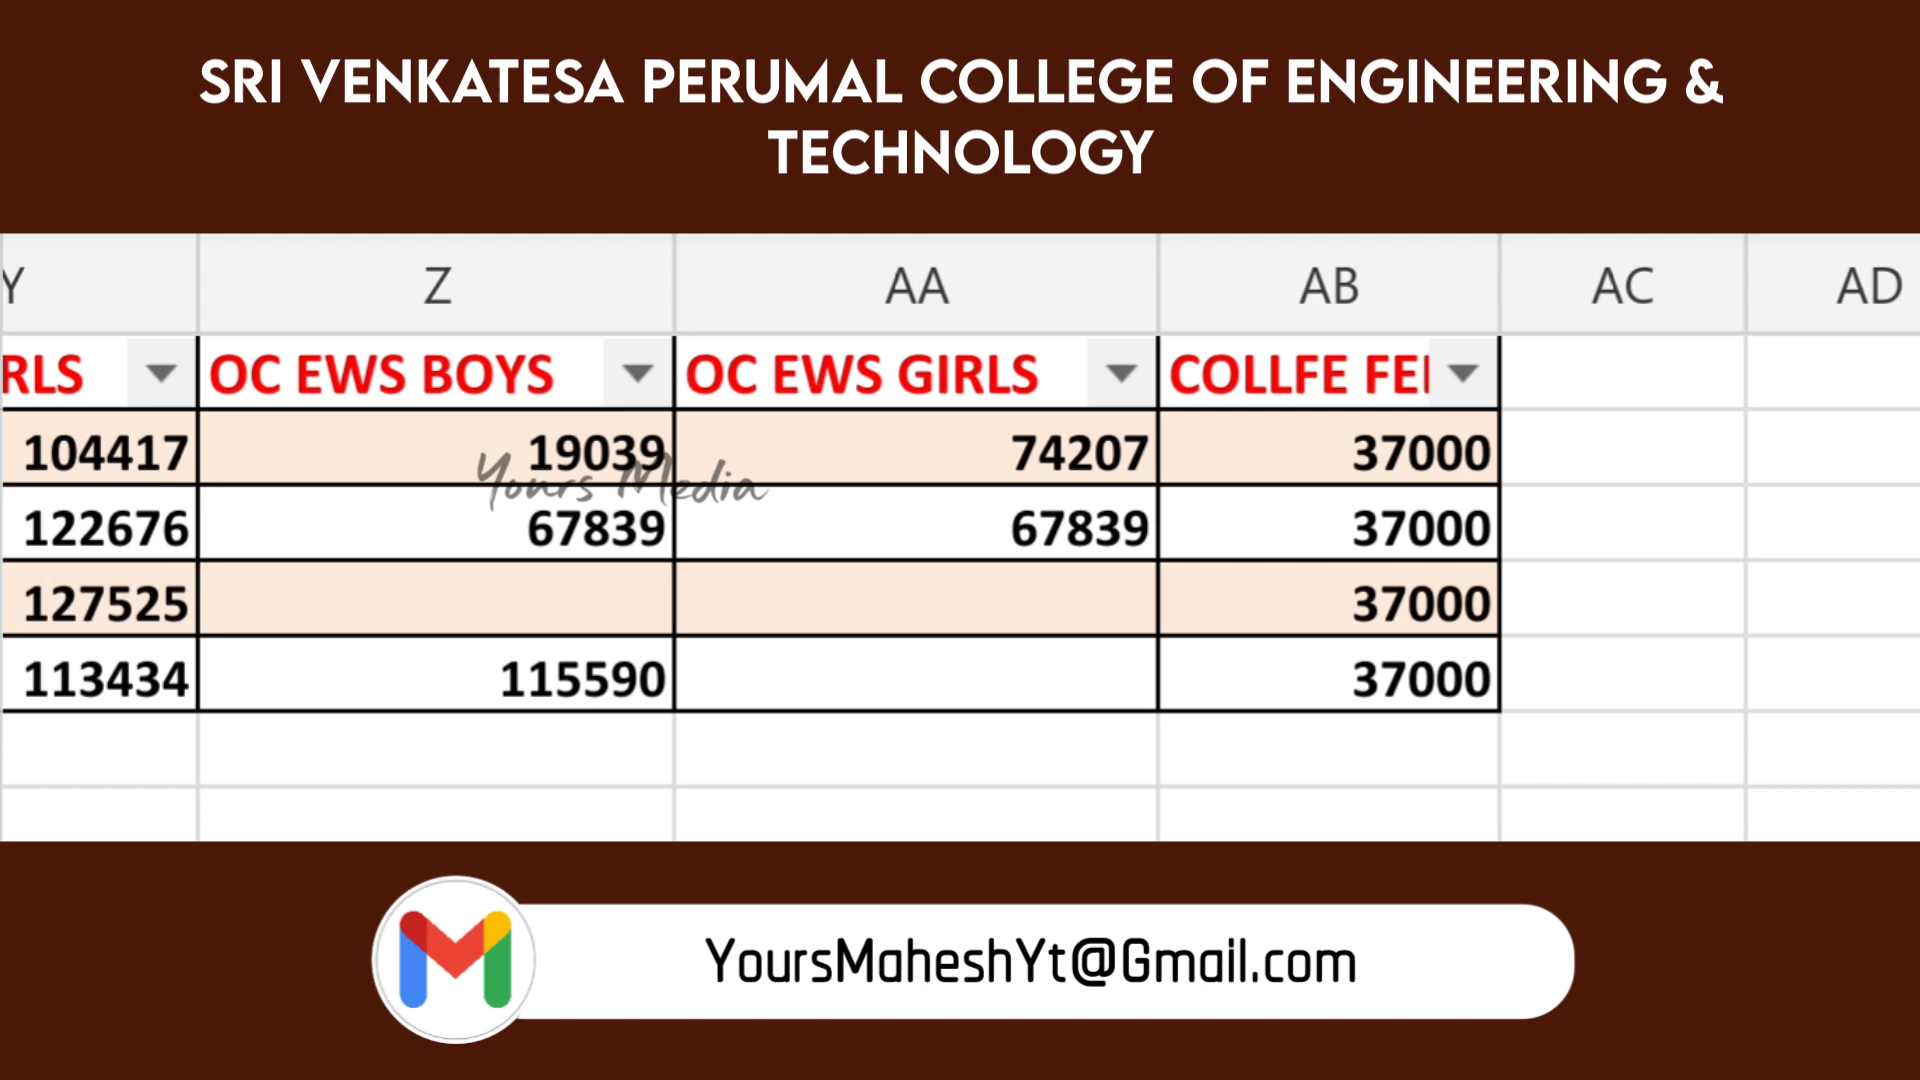 SRI VENKATESA PERUMAL COLLEGE OF ENGINEERING &
TECHNOLOGY
Y Z AA AB AC AD
RLS OC EWS BOYS OC EWS GIRLS COLLFE FEI
104417 19039 74207 37000
Yours Media
122676 67839 67839 37000
127525 37000
113434 115590 37000
YoursMaheshYt@Gmail.com